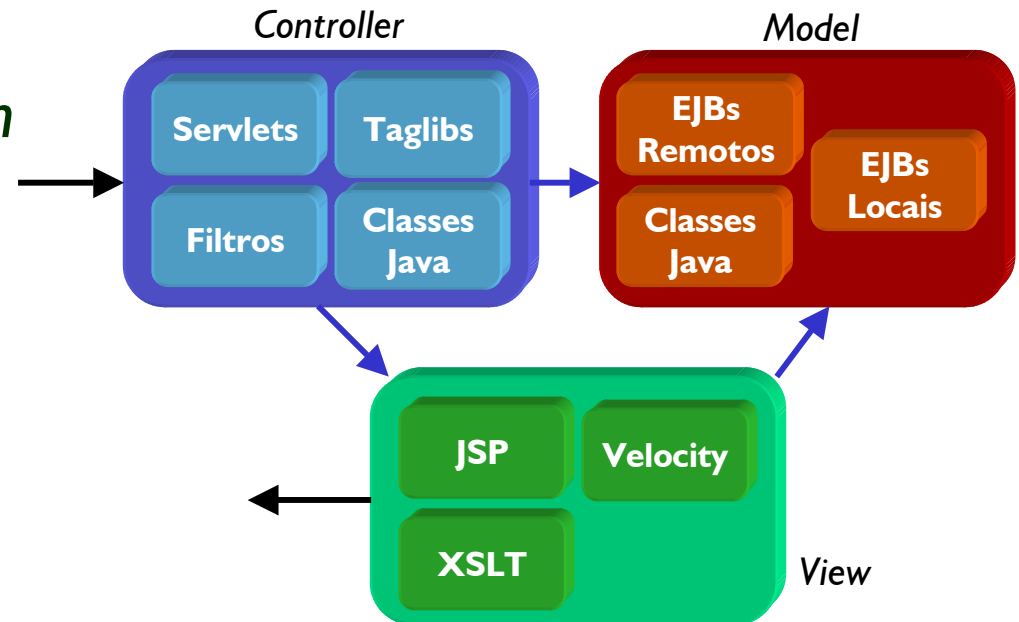 Controller
Model
Servlets
Taglibs
Filtros
Classes
Java
EJBs
Remotos
EJBs
Locais
Classes
Java
JSP
Velocity
XSLT
View